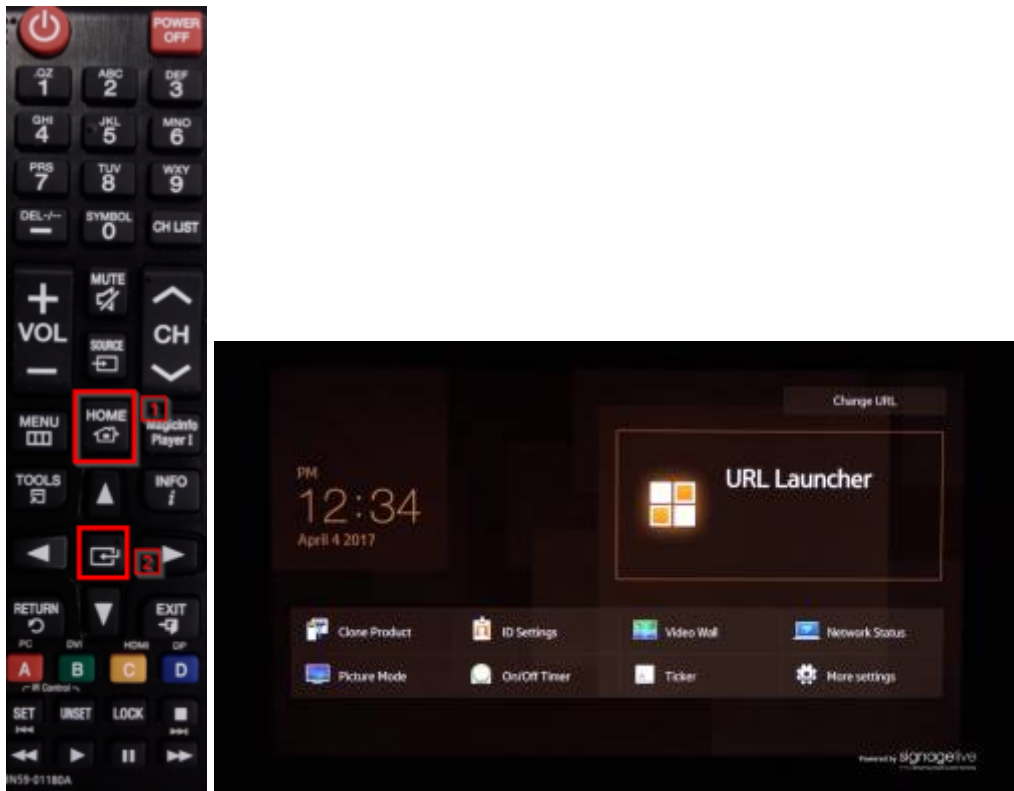 POWER
OFF
.QZ
1
ABC
2
DEF
3
GHI
4
JKL
5
MNO
6
PRS
7
TUV
8
WXY
9
DEL-/--
SYMBOL
0
CH LIST
MUTE
VOL
CH
SOURCE
MENU
HOME
1
MagicInfo
Player I
TOOLS
INFO
i
2
RETURN
EXIT
PC DVI HDMI DP
A B C D
IR Control
SET UNSET LOCK
Change URL
URL Launcher
PM
12:34
April 4 2017
Clone Product
ID Settings
Video Wall
Network Status
Picture Mode
On/Off Timer
Ticker
More settings
Powered by signagelive